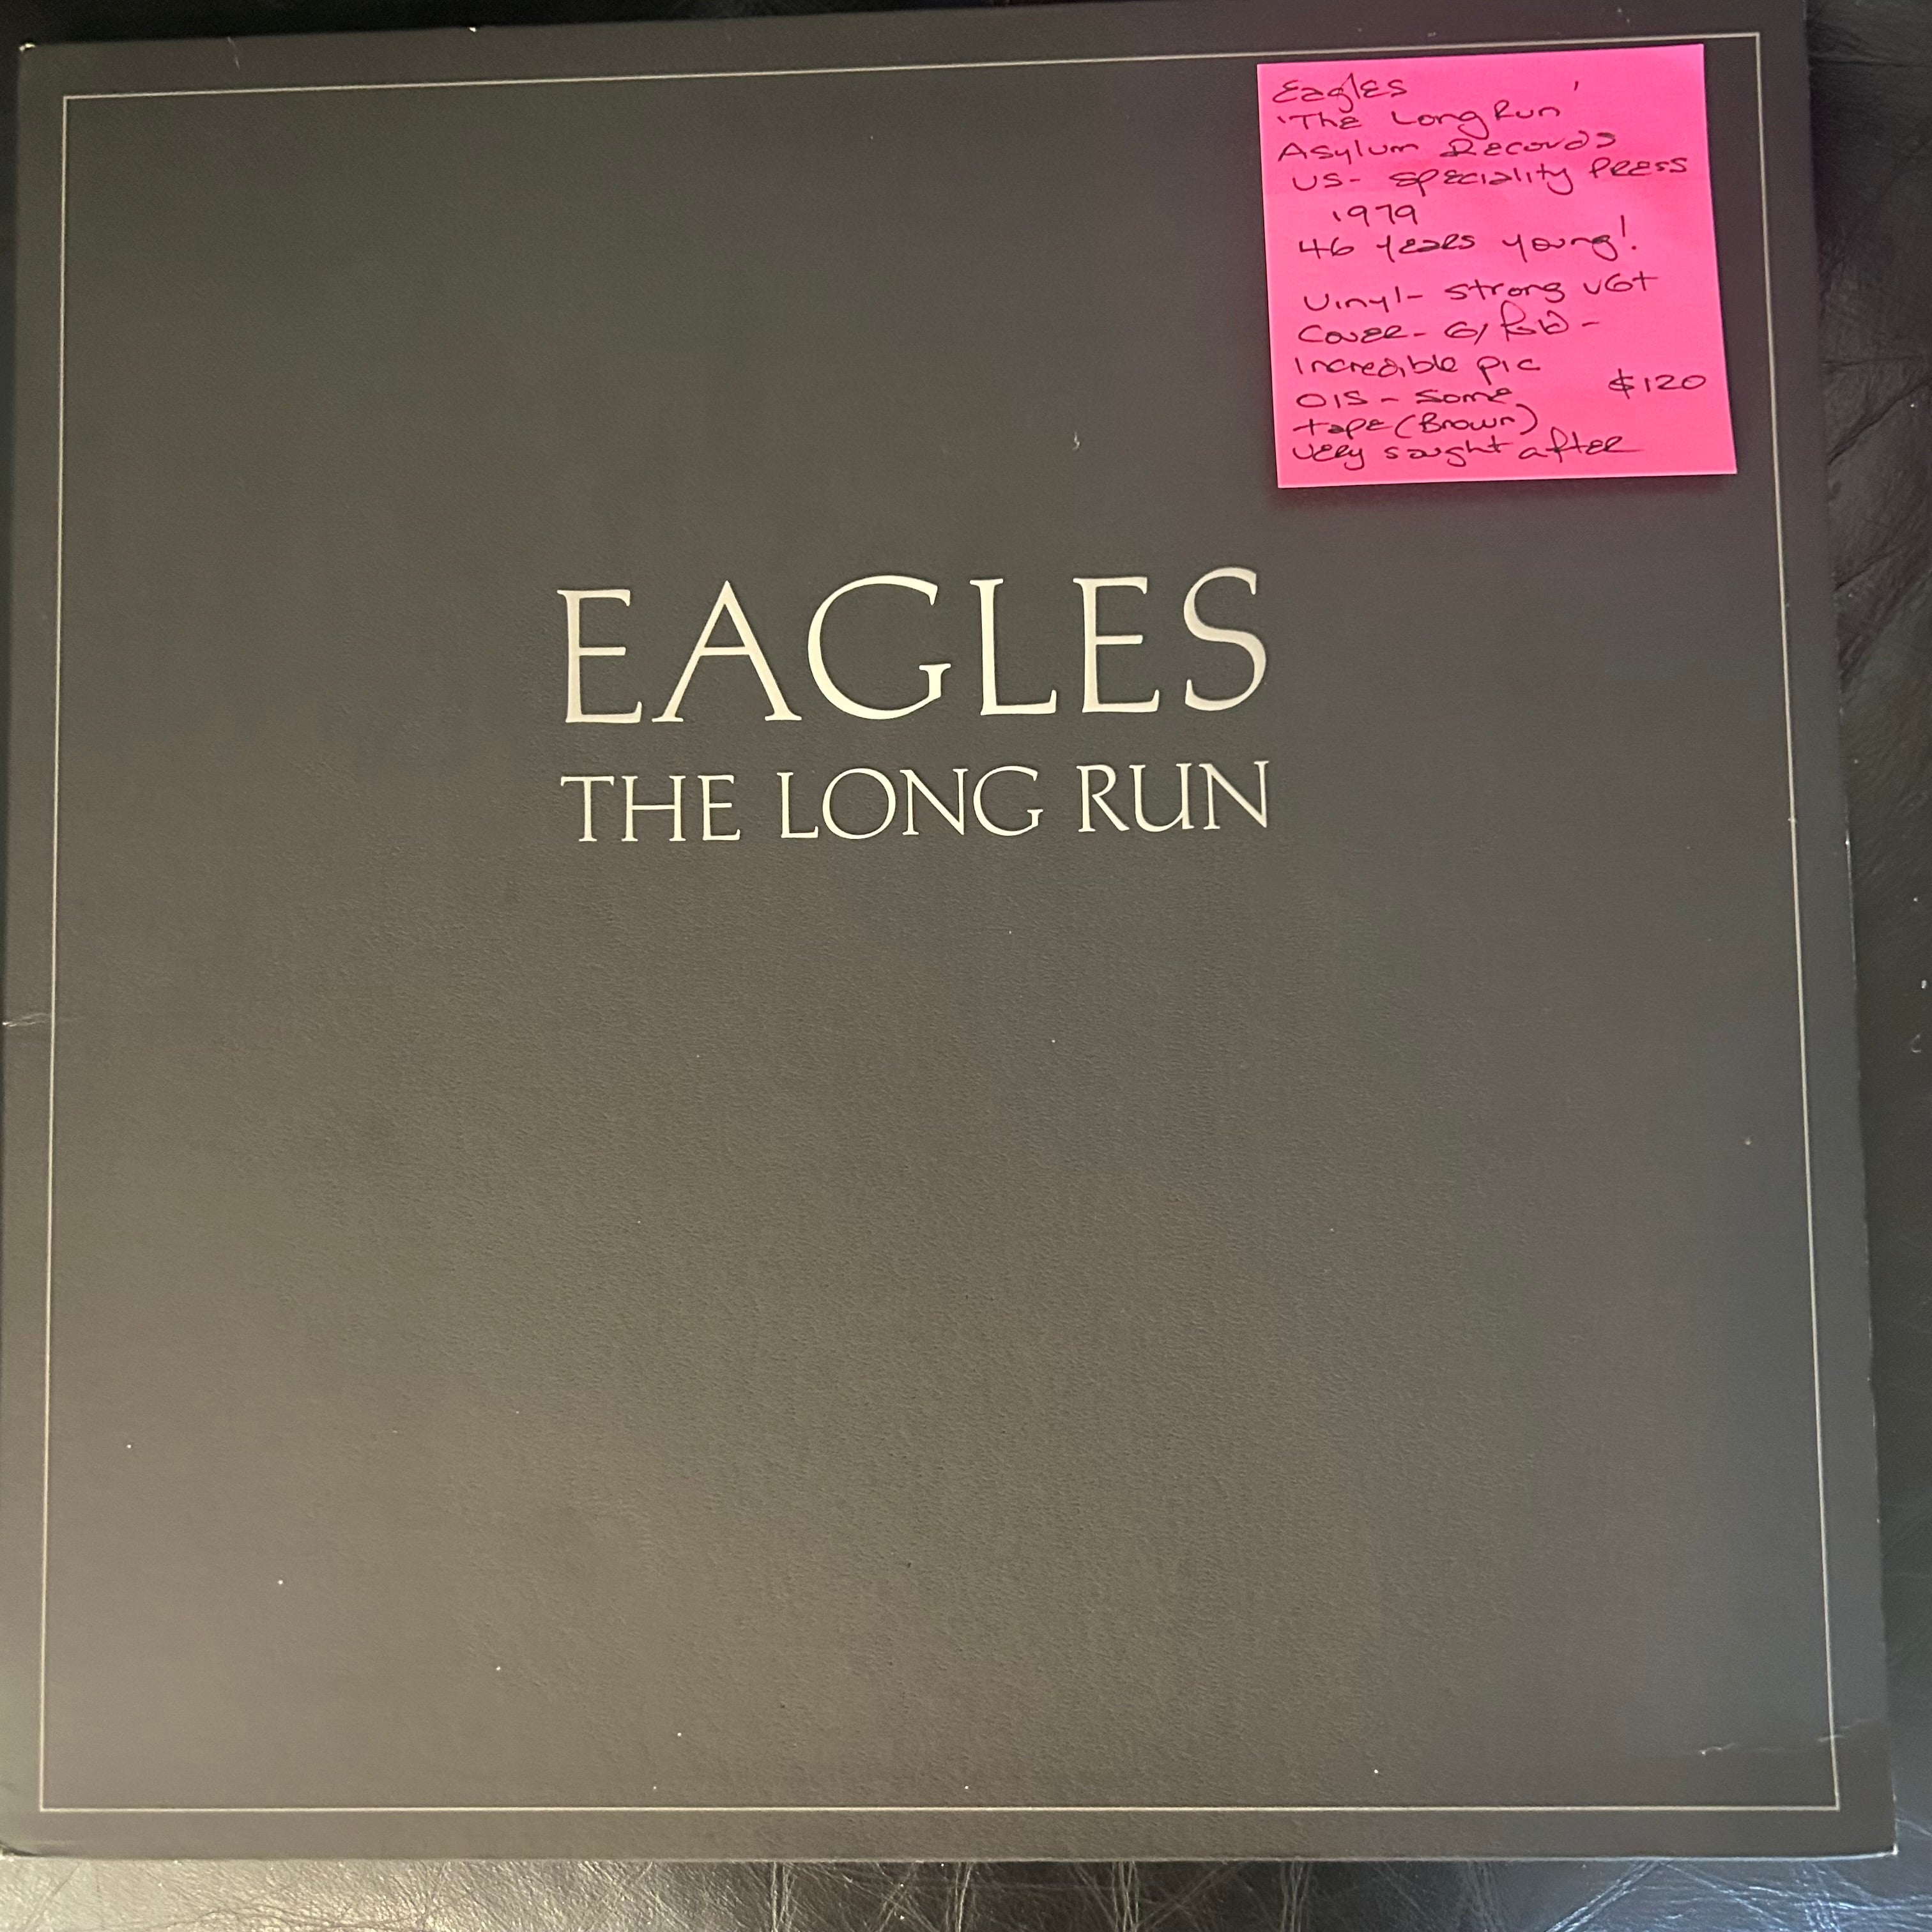 Eagles
'The Long Run'
Asylum Records
US- Speciality Press
1979
46 years young!
Vinyl- strong VG+
Cover- G/
Incredible pic
OIS - some
tape (Brown)
very sought after
$120
EAGLES
THE LONG RUN